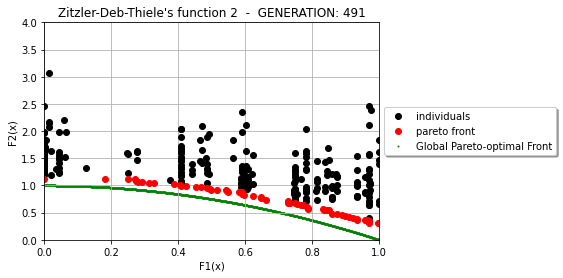 Zitzler-Deb-Thiele's function 2 - GENERATION: 491
4.0
3.5
3.0
2.5
2.0
1.5
1.0
0.5
0.0
F2(x)
0.0 0.2 0.4 0.6 0.8 1.0
F1(x)
individuals
pareto front
Global Pareto-optimal Front